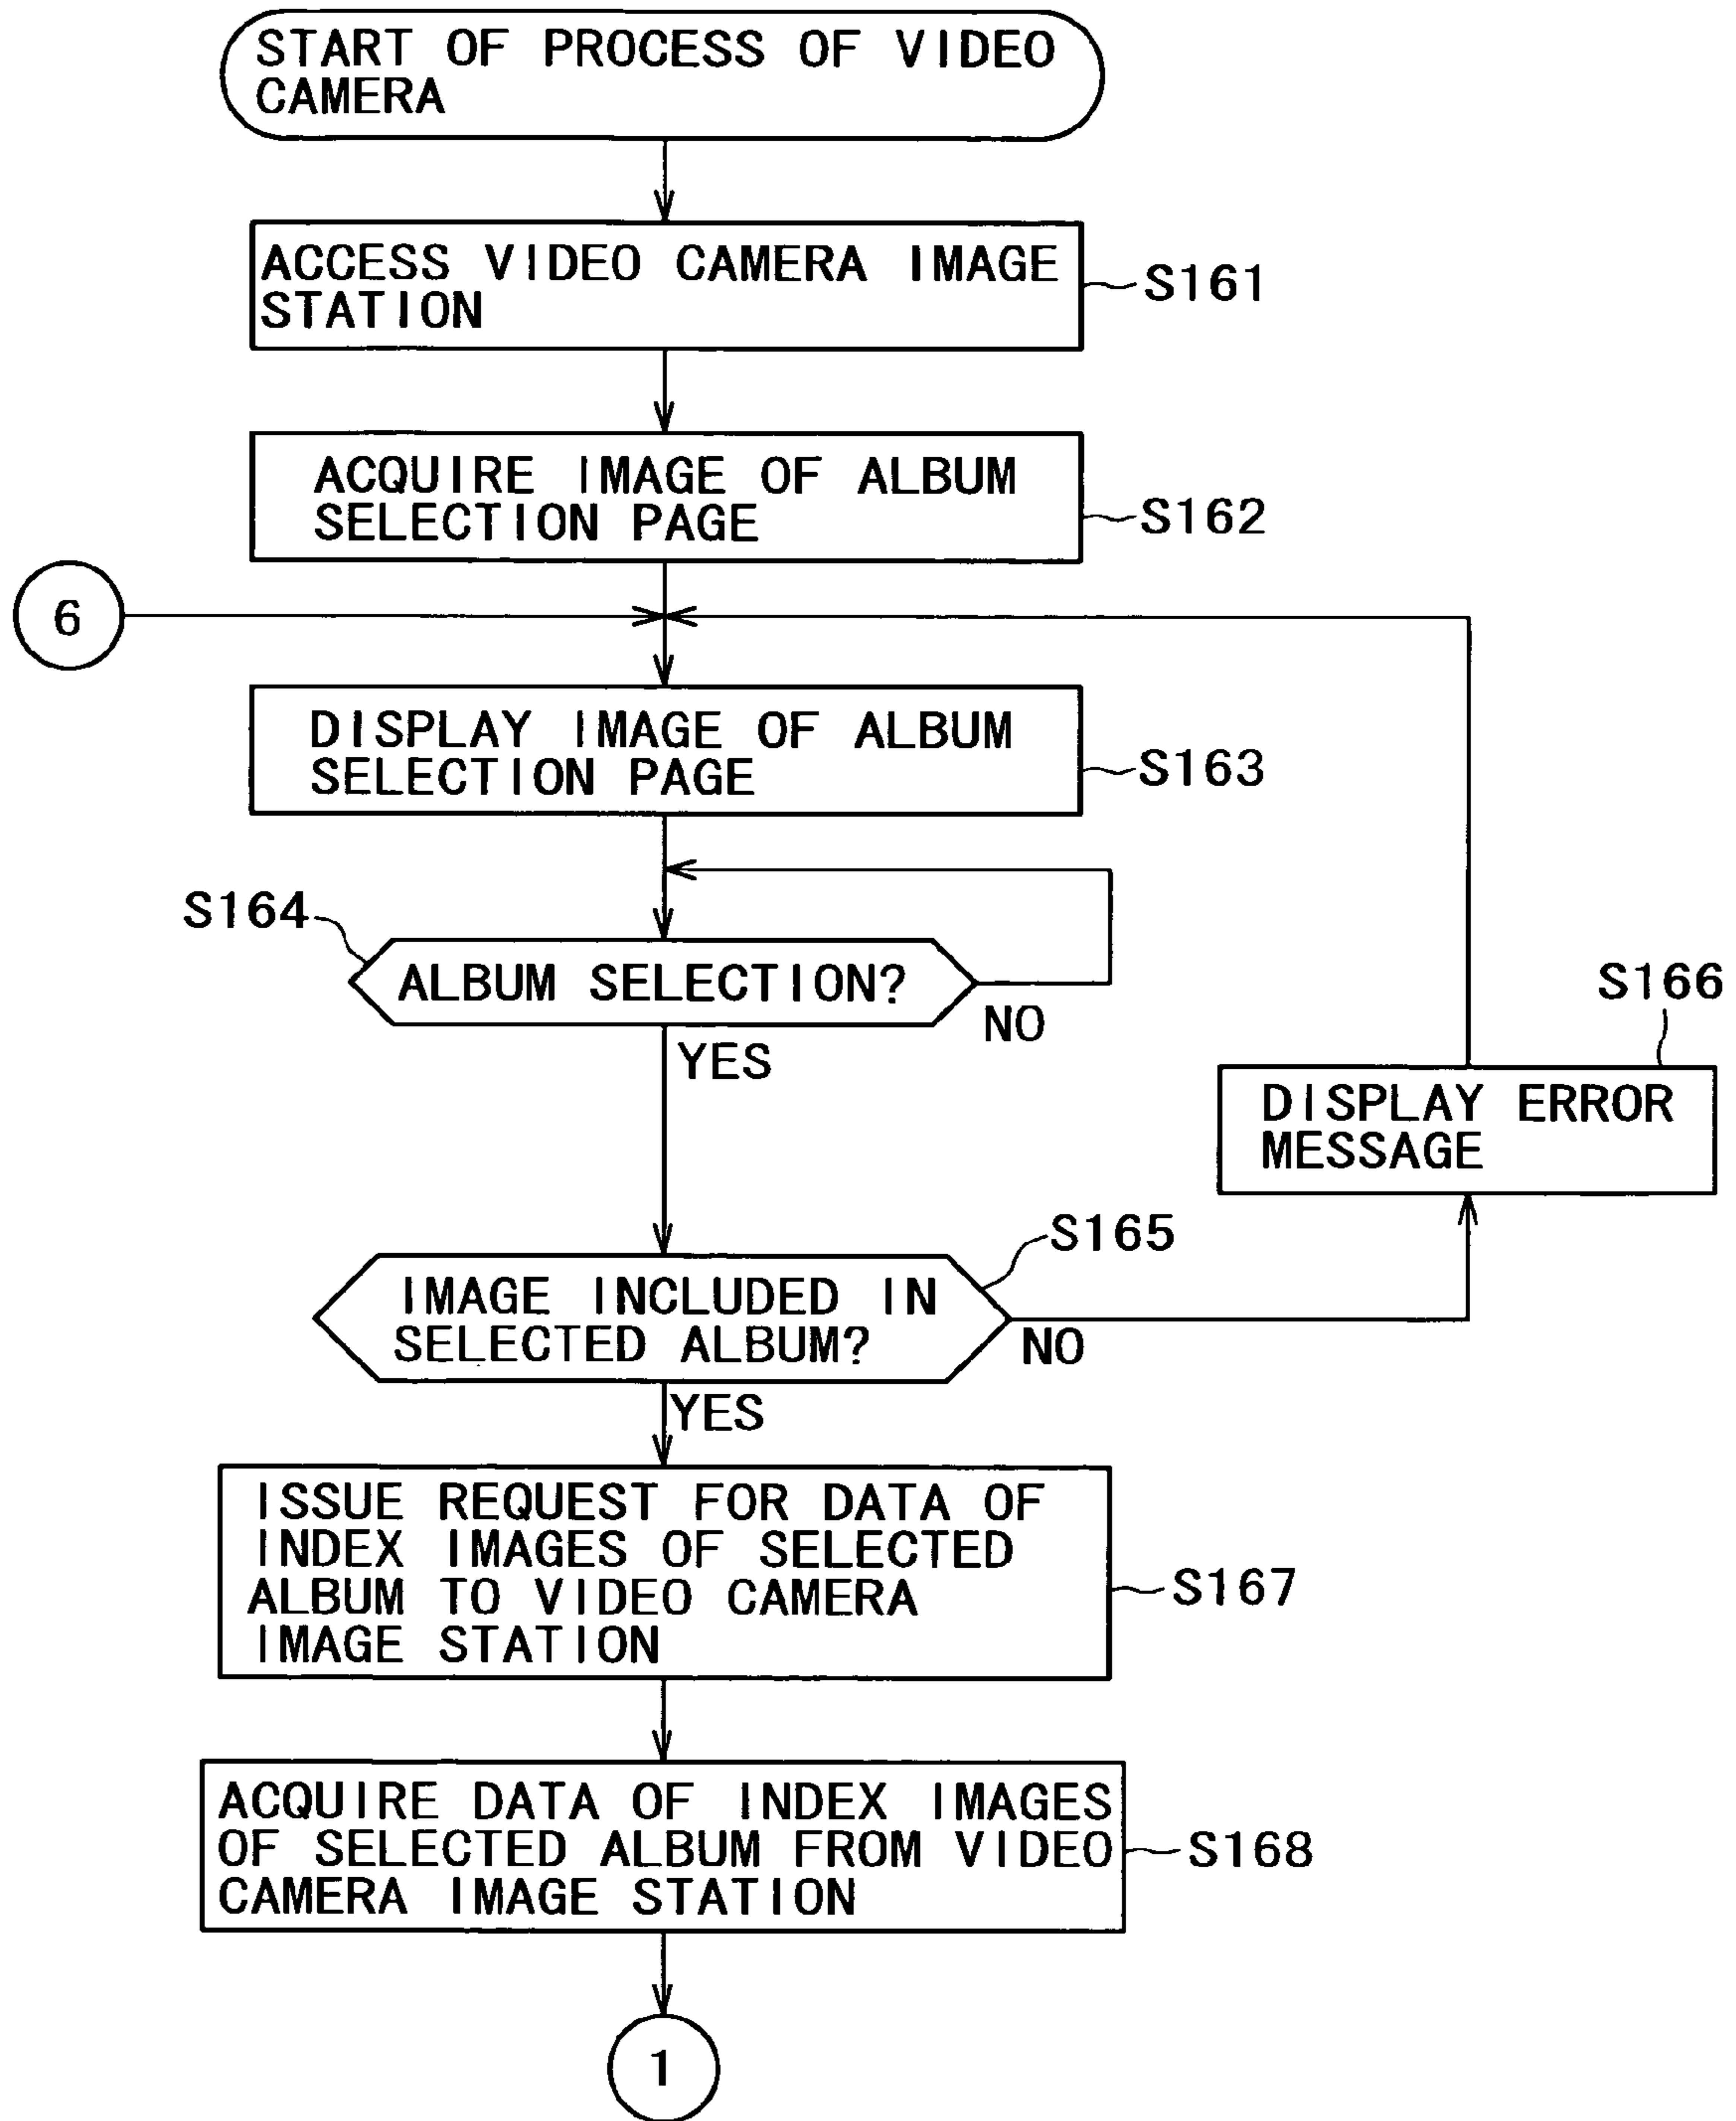 START OF PROCESS OF VIDEO
CAMERA
ACCESS VIDEO CAMERA IMAGE
STATION
S161
ACQUIRE IMAGE OF ALBUM
SELECTION PAGE
S162
6
DISPLAY IMAGE OF ALBUM
SELECTION PAGE
S163
S164
ALBUM SELECTION?
NO
YES
S166
DISPLAY ERROR
MESSAGE
S165
IMAGE INCLUDED IN
SELECTED ALBUM?
NO
YES
ISSUE REQUEST FOR DATA OF
INDEX IMAGES OF SELECTED
ALBUM TO VIDEO CAMERA
IMAGE STATION
S167
ACQUIRE DATA OF INDEX IMAGES
OF SELECTED ALBUM FROM VIDEO
CAMERA IMAGE STATION
S168
1